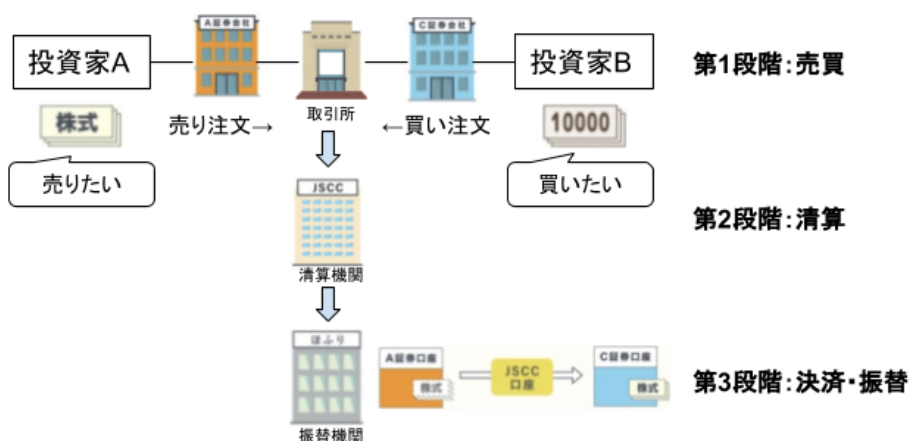 A証券会社
C証券会社
投資家A
投資家B
第1段階:売買
株式
売り注文→
取引所
←買い注文
10000
売りたい
買いたい
JSCC
清算機関
第2段階:清算
ほふり
振替機関
A証券口座
株式
JSCC
口座
C証券口座
株式
第3段階:決済・振替